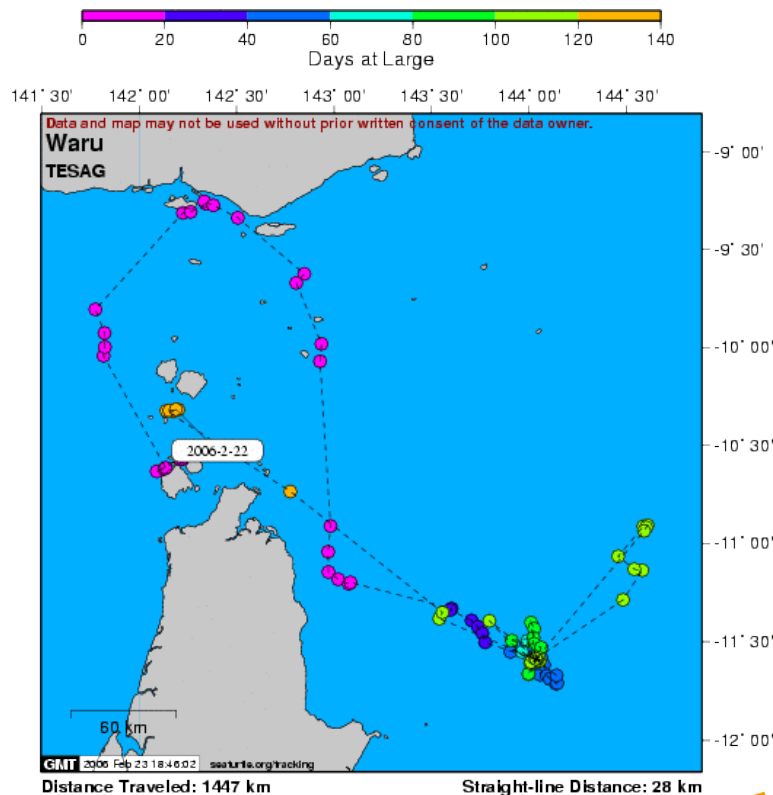 0 20 40 60 80 100 120 140
Days at Large
141° 30' 142° 00' 142° 30' 143° 00' 143° 30' 144° 00' 144° 30'
Data and map may not be used without prior written consent of the data owner.
Waru
TESAG
-9° 00'
-9° 30'
-10° 00'
2006-2-22
-10° 30'
-11° 00'
-11° 30'
60 km
-12° 00'
GMT 2006 Feb 23 18:46:02 seaturtle.org/tracking
Distance Traveled: 1447 km Straight-line Distance: 28 km